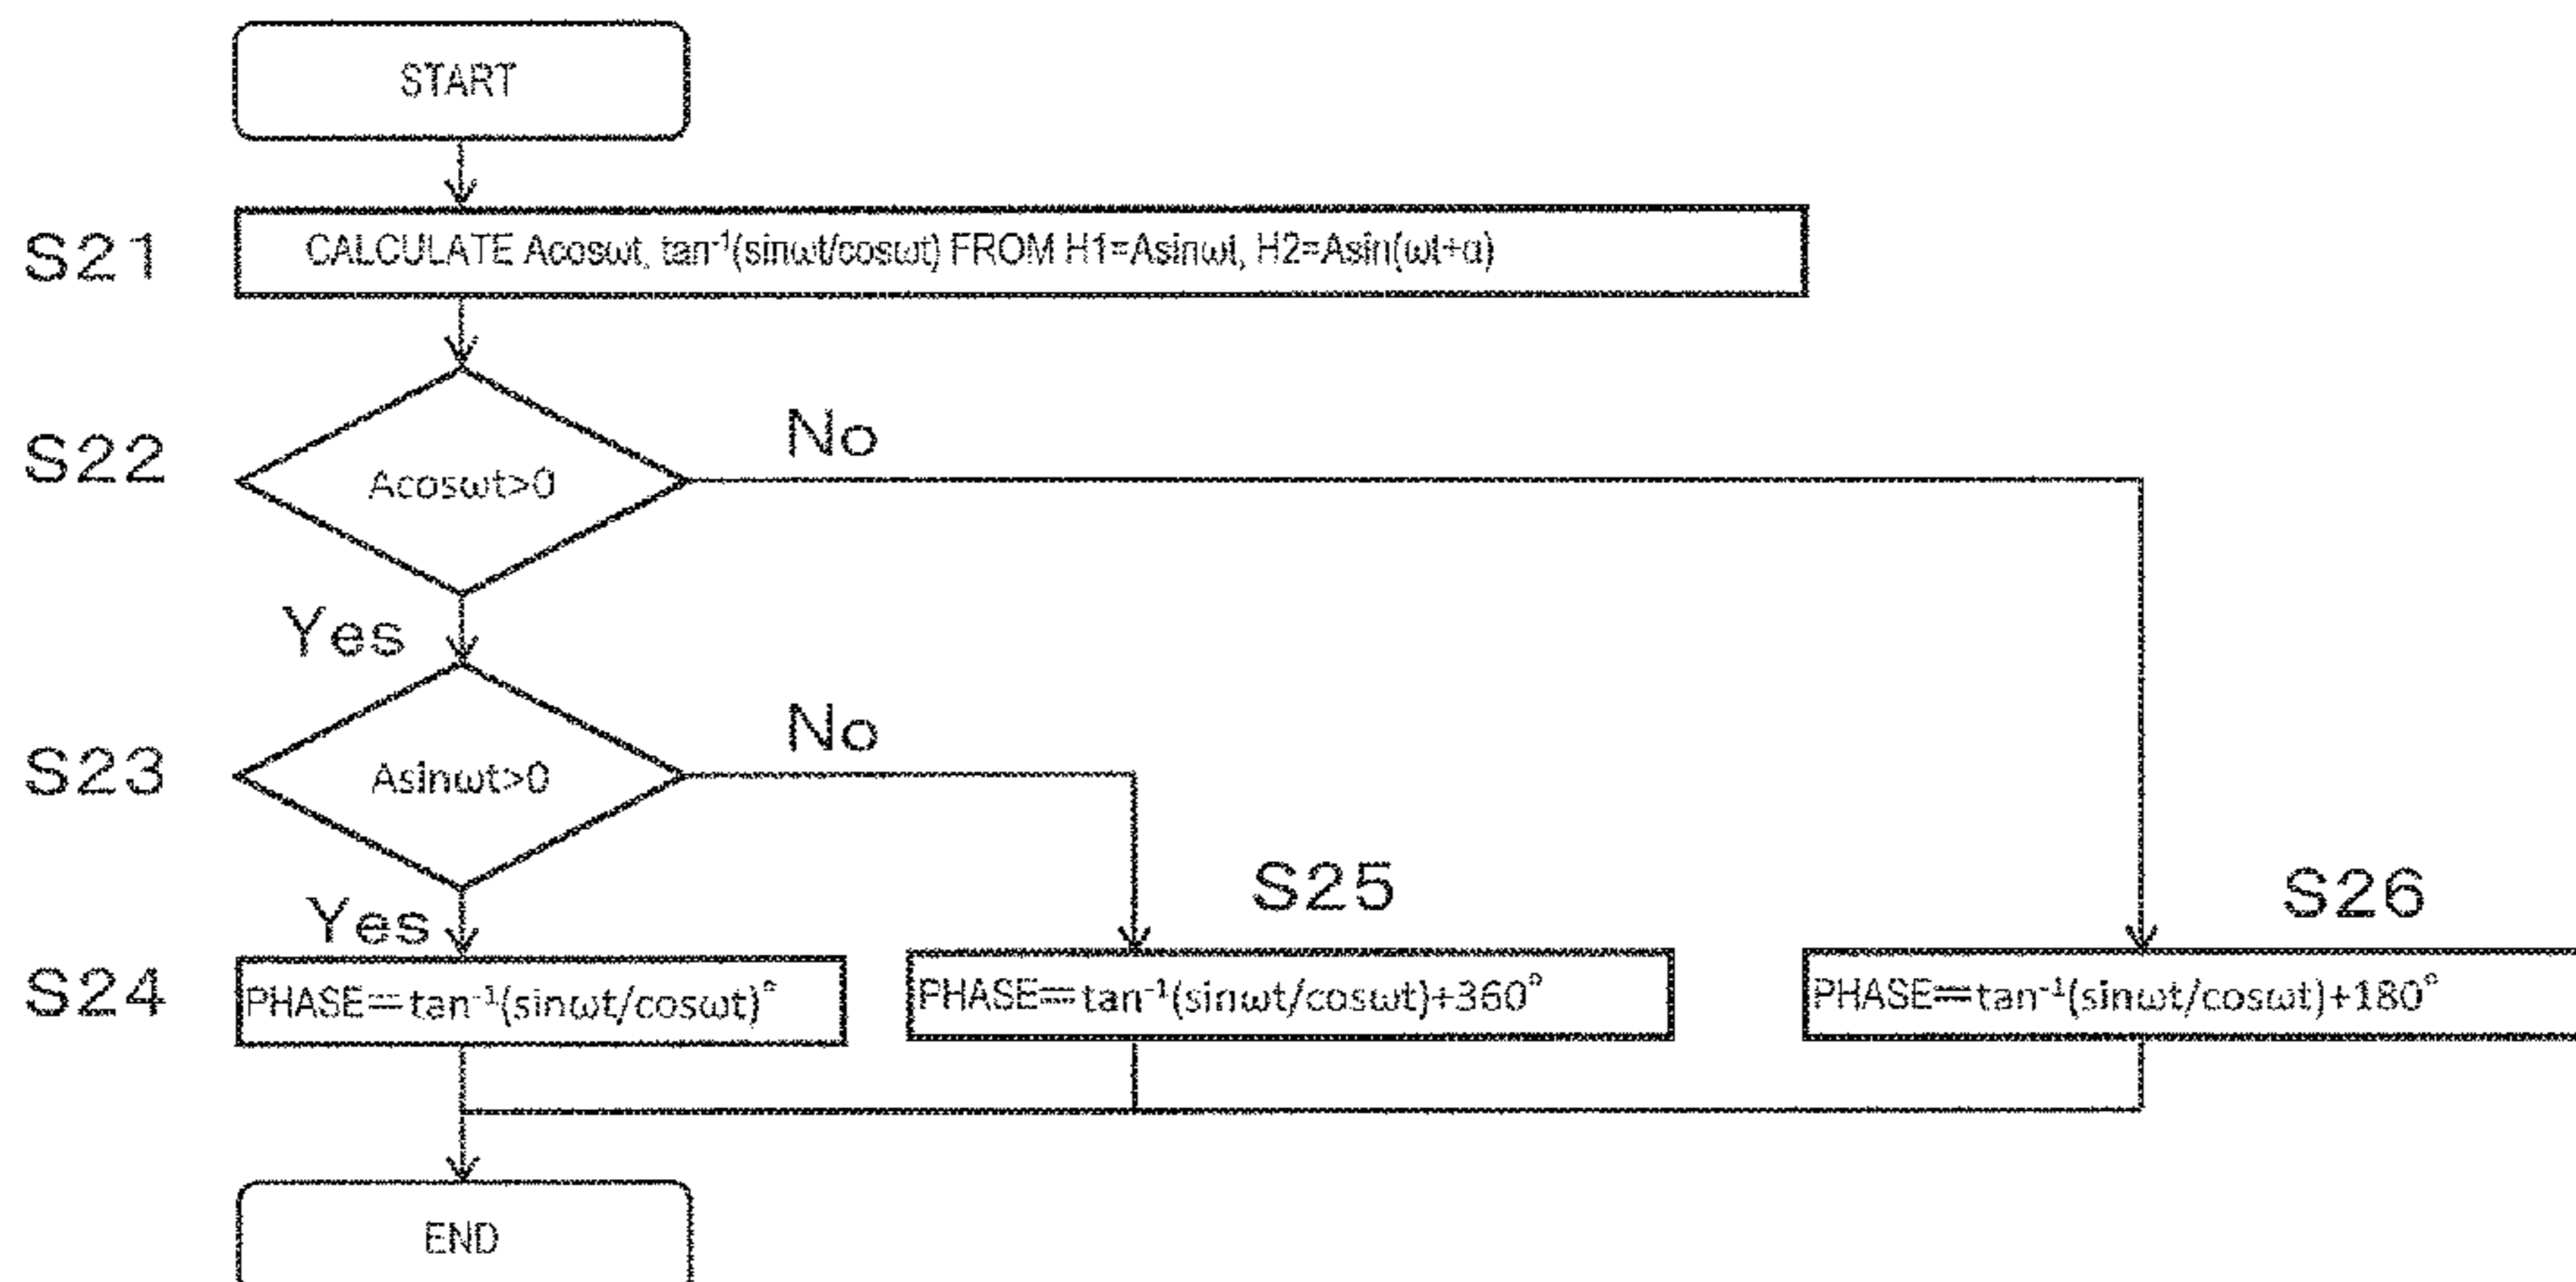 START
S21
CALCULATE Acosωt, tan⁻¹(sinωt/cosωt) FROM H1=Asinωt, H2=Asin(ωt+α)
S22
Acosωt>0
No
Yes
S23
Asinωt>0
No
Yes
S24
PHASE=tan⁻¹(sinωt/cosωt)°
S25
PHASE=tan⁻¹(sinωt/cosωt)+360°
S26
PHASE=tan⁻¹(sinωt/cosωt)+180°
END